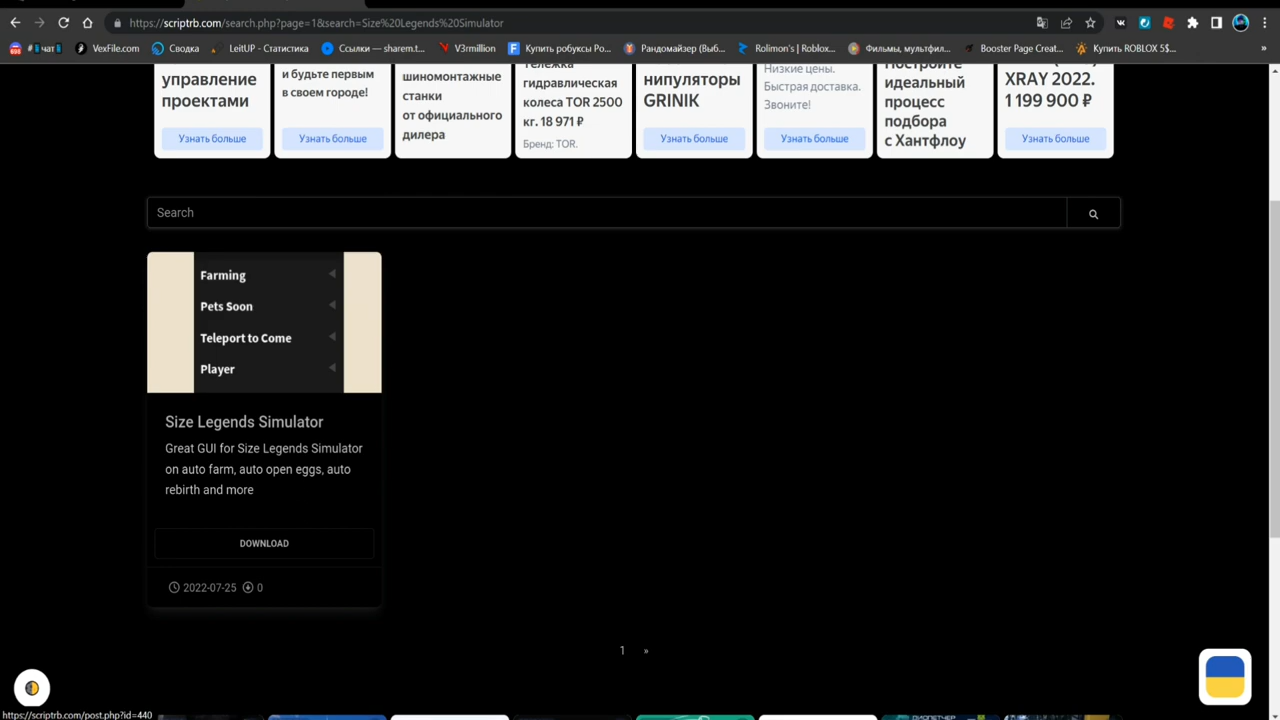 https://scriptrb.com/search.php?page=1&search=Size%20Legends%20Simulator
VexFile.com
Сводка
LeitUP - Статистика
Ссылки — sharem.t...
V3rmillion
Купить робуксы Ро...
Рандомайзер (Выб...
Rolimon's | Roblox...
Фильмы, мультфил...
Booster Page Creat...
Купить ROBLOX 5$...
»
управление
проектами
Узнать больше
и будьте первым
в своем городе!
Узнать больше
шиномонтажные
станки
от официального
дилера
тележка
гидравлическая
колеса TOR 2500
кг. 18 971 ₽
Бренд: TOR.
нипуляторы
GRINIK
Узнать больше
Низкие цены.
Быстрая доставка.
Звоните!
Узнать больше
Постройте
идеальный
процесс
подбора
с Хантфлоу
XRAY 2022.
1 199 900 ₽
Узнать больше
Search
Farming
Pets Soon
Teleport to Come
Player
Size Legends Simulator
Great GUI for Size Legends Simulator
on auto farm, auto open eggs, auto
rebirth and more
DOWNLOAD
2022-07-25 0
1 »
https://scriptrb.com/post.php?id=440